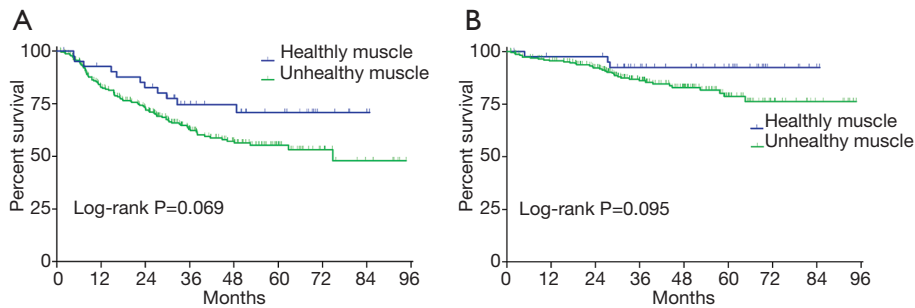 A
100
75
50
25
0
Percent survival
Healthly muscle
Unhealthy muscle
Log-rank P=0.069
0 12 24 36 48 60 72 84 96
Months
B
100
75
50
25
0
Percent survival
Healthly muscle
Unhealthy muscle
Log-rank P=0.095
0 12 24 36 48 60 72 84 96
Months